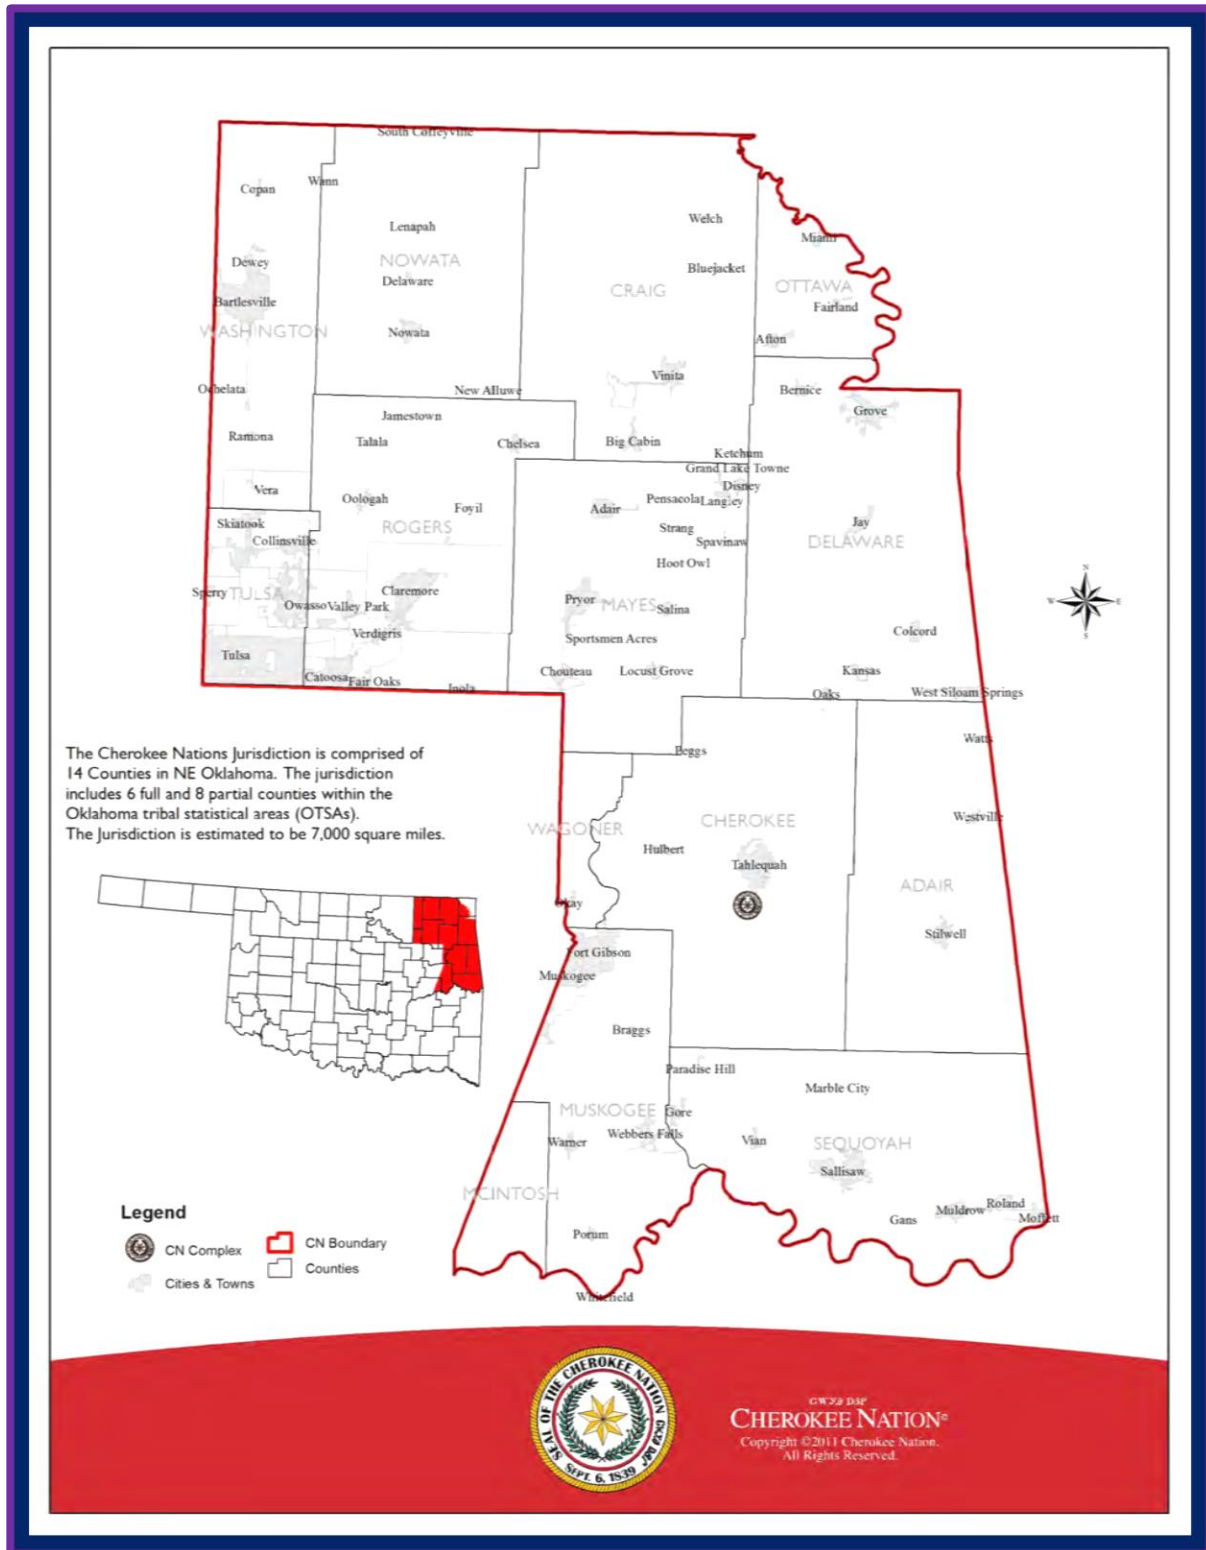 South Coffeyville
Wann
Copan
Welch
Lenapah
Miami
NOWATA
Dewey
Bluejacket
Delaware
OTTAWA
CRAIG
Bartlesville
Fairland
WASHINGTON
Nowata
Afton
Vinita
Ochelata
New Alluwe
Bernice
Grove
Jamestown
Ramona
Talala
Chelsea
Big Cabin
Ketchum
Grand Lake Towne
Vera
Disney
Oologah
Pensacola
Langley
Foyil
Adair
Skiatook
Jay
ROGERS
Strang
Collinsville
Spavinaw
DELAWARE
Hoot Owl
N
Sperry
TULSA
Claremore
Pryor
W
E
Owasso
Valley Park
MAYES
Salina
Verdigris
Colcord
S
Sportsmen Acres
Tulsa
Chouteau
Locust Grove
Kansas
Catoosa
Fair Oaks
Inola
Oaks
West Siloam Springs
Watts
Peggs
The Cherokee Nations Jurisdiction is comprised of
14 Counties in NE Oklahoma. The jurisdiction
includes 6 full and 8 partial counties within the
Oklahoma tribal statistical areas (OTSAs).
The Jurisdiction is estimated to be 7,000 square miles.
Westville
CHEROKEE
WAGONER
Hulbert
Tahlequah
ADAIR
Okay
Stilwell
Fort Gibson
Muskogee
Braggs
Paradise Hill
Marble City
MUSKOGEE
Gore
Webbers Falls
Warner
Vian
SEQUOYAH
Sallisaw
MCINTOSH
Roland
Muldrow
Moffett
Gans
Porum
Whitefield
Legend
CN Complex
CN Boundary
Cities & Towns
Counties
SEAL OF THE CHEROKEE NATION ᏣᎳᎩᎯ ᎠᏰᎵ
SEPT. 6, 1839
ᏣᎳᎩᎯ ᎠᏰᎵ
CHEROKEE NATION®
Copyright ©2011 Cherokee Nation.
All Rights Reserved.